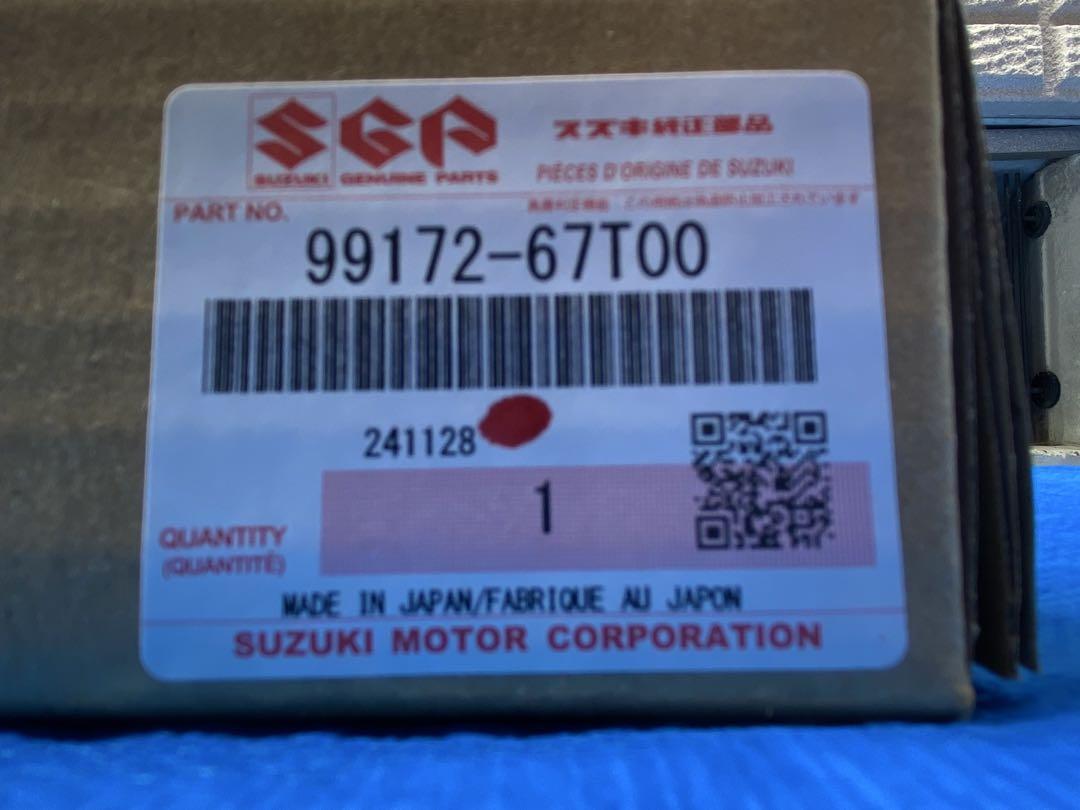 SGP
SUZUKI GENUINE PARTS
スズキ純正部品
PIÈCES D'ORIGINE DE SUZUKI
PART NO.
99172-67T00
241128
1
QUANTITY
(QUANTITÉ)
MADE IN JAPAN/FABRIQUE AU JAPON
SUZUKI MOTOR CORPORATION